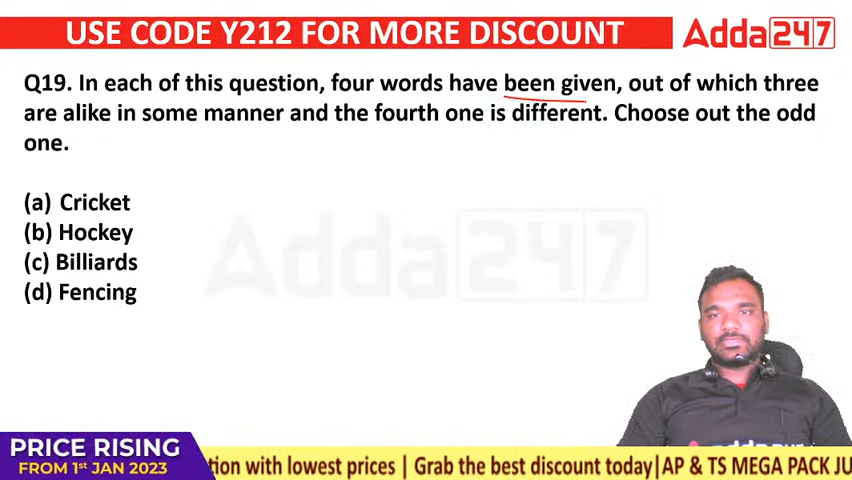 USE CODE Y212 FOR MORE DISCOUNT
Adda247
Q19. In each of this question, four words have been given, out of which three
are alike in some manner and the fourth one is different. Choose out the odd
one.
(a) Cricket
(b) Hockey
(c) Billiards
(d) Fencing
Adda247
PRICE RISING
FROM 1ST JAN 2023
tion with lowest prices | Grab the best discount today|AP & TS MEGA PACK JU